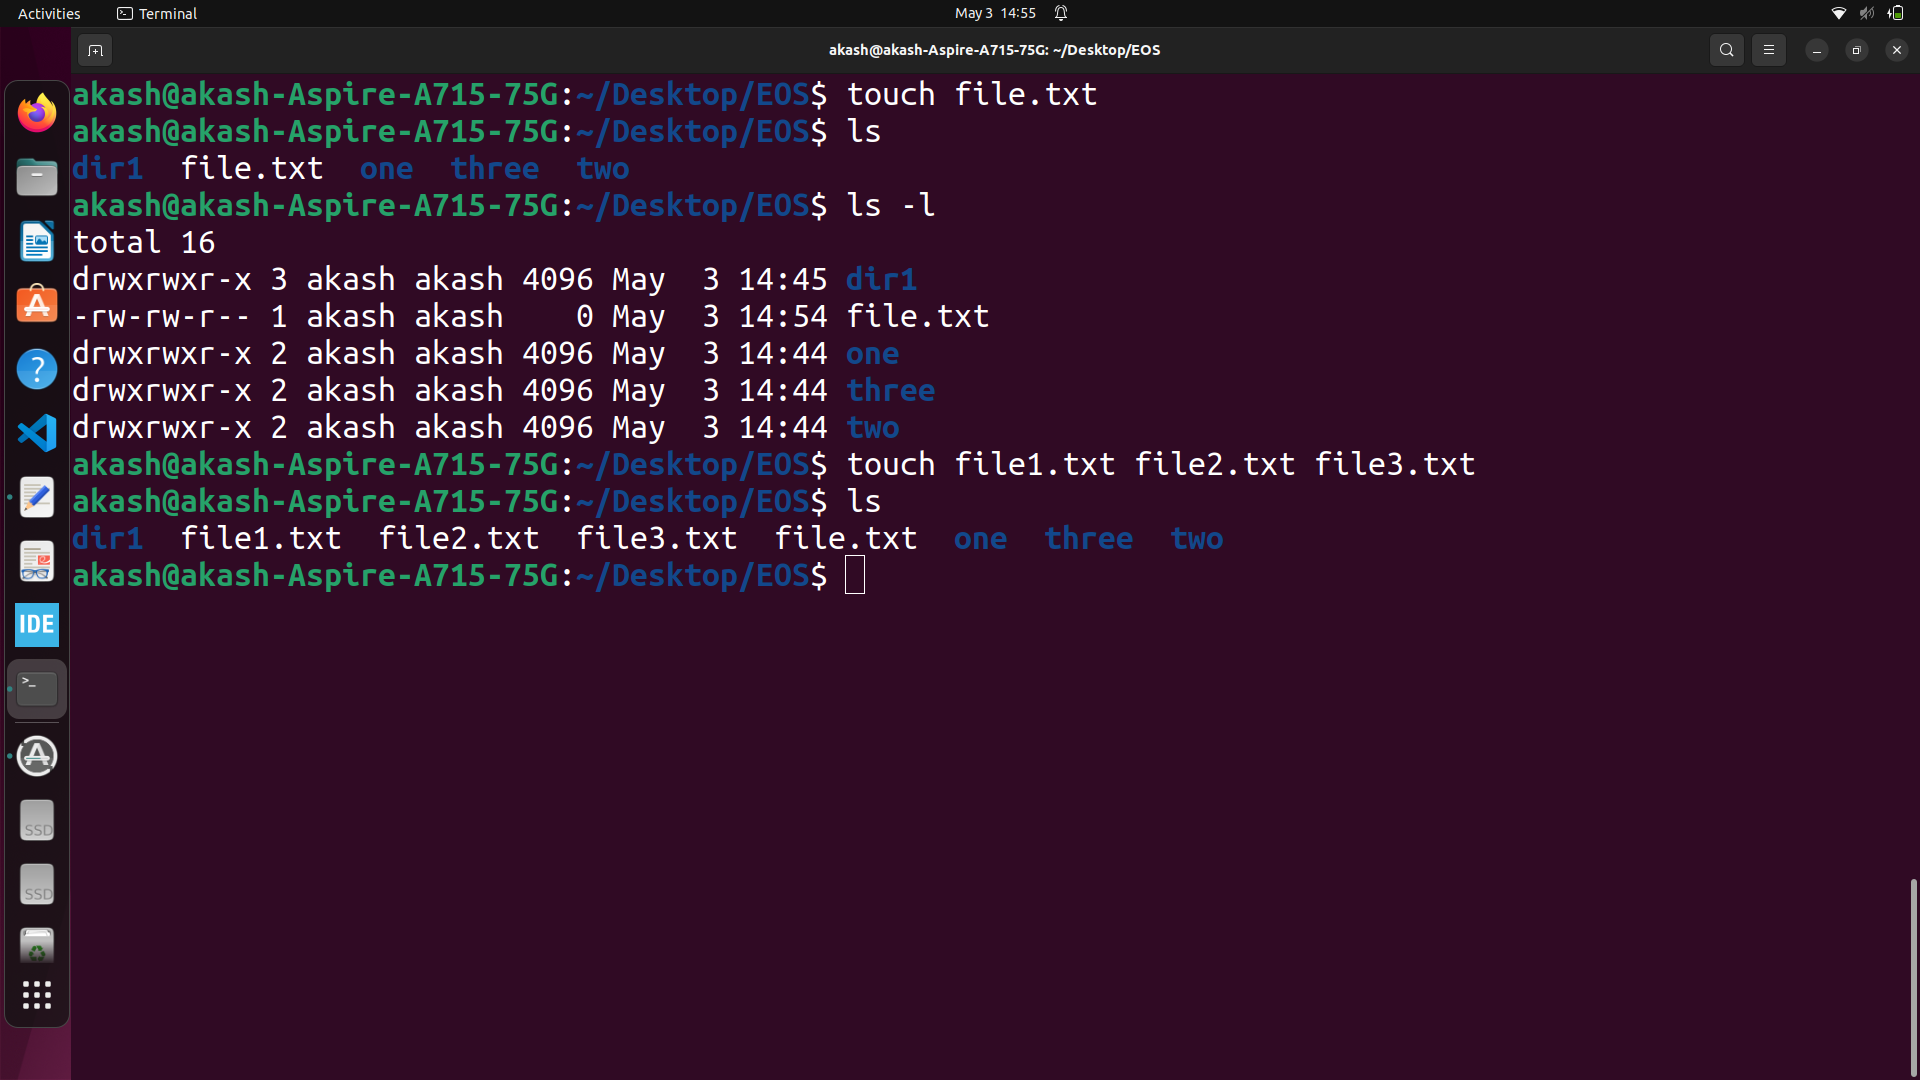 Activities Terminal May 3 14:55
akash@akash-Aspire-A715-75G: ~/Desktop/EOS
akash@akash-Aspire-A715-75G:~/Desktop/EOS$ touch file.txt
akash@akash-Aspire-A715-75G:~/Desktop/EOS$ ls
dir1  file.txt  one  three  two
akash@akash-Aspire-A715-75G:~/Desktop/EOS$ ls -l
total 16
drwxrwxr-x 3 akash akash 4096 May  3 14:45 dir1
-rw-rw-r-- 1 akash akash    0 May  3 14:54 file.txt
drwxrwxr-x 2 akash akash 4096 May  3 14:44 one
drwxrwxr-x 2 akash akash 4096 May  3 14:44 three
drwxrwxr-x 2 akash akash 4096 May  3 14:44 two
akash@akash-Aspire-A715-75G:~/Desktop/EOS$ touch file1.txt file2.txt file3.txt
akash@akash-Aspire-A715-75G:~/Desktop/EOS$ ls
dir1  file1.txt  file2.txt  file3.txt  file.txt  one  three  two
akash@akash-Aspire-A715-75G:~/Desktop/EOS$
IDE
>_
SSD
SSD